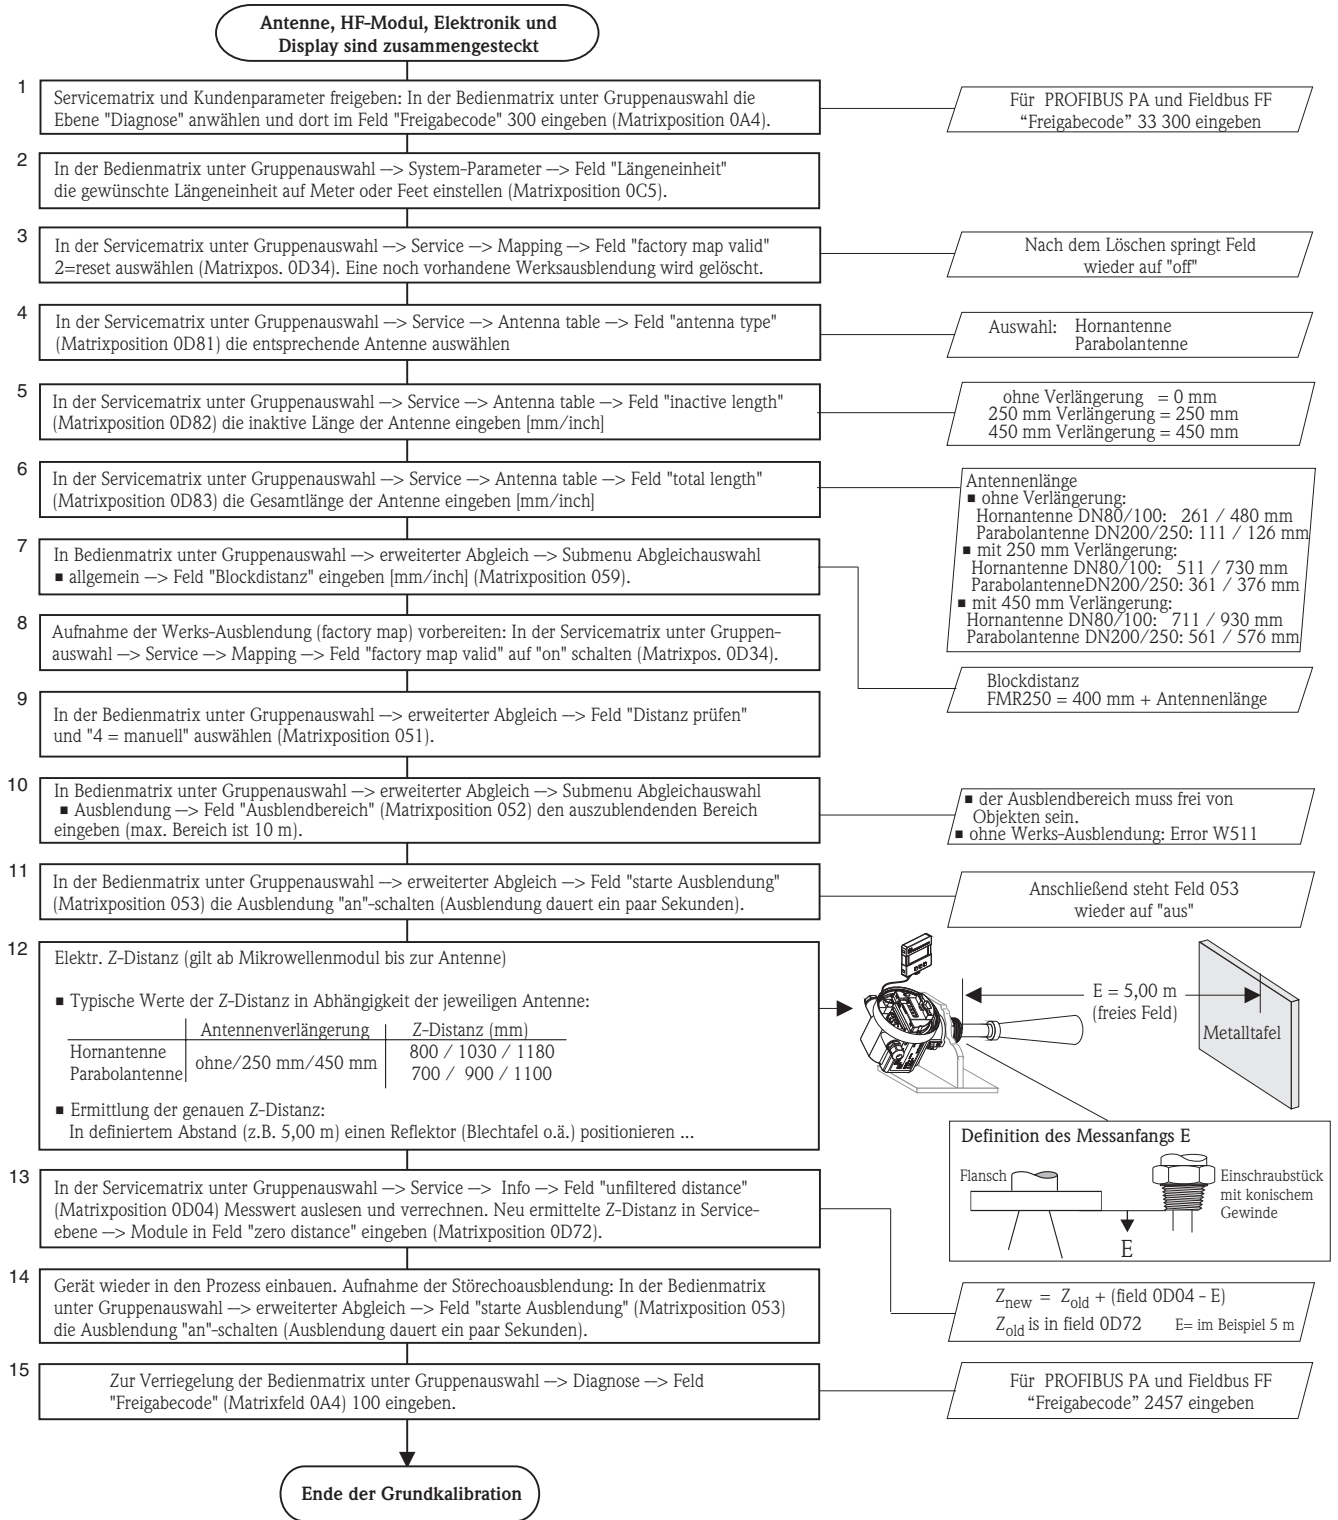 Antenne, HF-Modul, Elektronik und
Display sind zusammengesteckt
1
Servicematrix und Kundenparameter freigeben: In der Bedienmatrix unter Gruppenauswahl die
Ebene "Diagnose" anwählen und dort im Feld "Freigabecode" 300 eingeben (Matrixposition 0A4).
Für PROFIBUS PA und Fieldbus FF
“Freigabecode” 33 300 eingeben
2
In der Bedienmatrix unter Gruppenauswahl —> System-Parameter —> Feld "Längeneinheit"
die gewünschte Längeneinheit auf Meter oder Feet einstellen (Matrixposition 0C5).
3
In der Servicematrix unter Gruppenauswahl —> Service —> Mapping —> Feld "factory map valid"
2=reset auswählen (Matrixpos. 0D34). Eine noch vorhandene Werksausblendung wird gelöscht.
Nach dem Löschen springt Feld
wieder auf "off"
4
In der Servicematrix unter Gruppenauswahl —> Service —> Antenna table —> Feld "antenna type"
(Matrixposition 0D81) die entsprechende Antenne auswählen
Auswahl: Hornantenne
Parabolantenne
5
In der Servicematrix unter Gruppenauswahl —> Service —> Antenna table —> Feld "inactive length"
(Matrixposition 0D82) die inaktive Länge der Antenne eingeben [mm/inch]
ohne Verlängerung = 0 mm
250 mm Verlängerung = 250 mm
450 mm Verlängerung = 450 mm
6
In der Servicematrix unter Gruppenauswahl —> Service —> Antenna table —> Feld "total length"
(Matrixposition 0D83) die Gesamtlänge der Antenne eingeben [mm/inch]
Antennenlänge
■ ohne Verlängerung:
Hornantenne DN80/100: 261 / 480 mm
Parabolantenne DN200/250: 111 / 126 mm
■ mit 250 mm Verlängerung:
Hornantenne DN80/100: 511 / 730 mm
ParabolantenneDN200/250: 361 / 376 mm
■ mit 450 mm Verlängerung:
Hornantenne DN80/100: 711 / 930 mm
Parabolantenne DN200/250: 561 / 576 mm
7
In Bedienmatrix unter Gruppenauswahl —> erweiterter Abgleich —> Submenu Abgleichauswahl
■ allgemein —> Feld "Blockdistanz" eingeben [mm/inch] (Matrixposition 059).
Blockdistanz
FMR250 = 400 mm + Antennenlänge
8
Aufnahme der Werks-Ausblendung (factory map) vorbereiten: In der Servicematrix unter Gruppen-
auswahl —> Service —> Mapping —> Feld "factory map valid" auf "on" schalten (Matrixpos. 0D34).
9
In der Bedienmatrix unter Gruppenauswahl —> erweiterter Abgleich —> Feld "Distanz prüfen"
und "4 = manuell" auswählen (Matrixposition 051).
10
In Bedienmatrix unter Gruppenauswahl —> erweiterter Abgleich —> Submenu Abgleichauswahl
■ Ausblendung —> Feld "Ausblendbereich" (Matrixposition 052) den auszublendenden Bereich
eingeben (max. Bereich ist 10 m).
■ der Ausblendbereich muss frei von
Objekten sein.
■ ohne Werks-Ausblendung: Error W511
11
In der Bedienmatrix unter Gruppenauswahl —> erweiterter Abgleich —> Feld "starte Ausblendung"
(Matrixposition 053) die Ausblendung "an"-schalten (Ausblendung dauert ein paar Sekunden).
Anschließend steht Feld 053
wieder auf "aus"
12
Elektr. Z-Distanz (gilt ab Mikrowellenmodul bis zur Antenne)
■ Typische Werte der Z-Distanz in Abhängigkeit der jeweiligen Antenne:
Antennenverlängerung Z-Distanz (mm)
Hornantenne 800 / 1030 / 1180
ohne/250 mm/450 mm
Parabolantenne 700 / 900 / 1100
■ Ermittlung der genauen Z-Distanz:
In definiertem Abstand (z.B. 5,00 m) einen Reflektor (Blechtafel o.ä.) positionieren ...
E = 5,00 m
(freies Feld)
Metalltafel
Definition des Messanfangs E
Flansch
Einschraubstück
mit konischem
Gewinde
E
13
In der Servicematrix unter Gruppenauswahl —> Service —> Info —> Feld "unfiltered distance"
(Matrixposition 0D04) Messwert auslesen und verrechnen. Neu ermittelte Z-Distanz in Service-
ebene —> Module in Feld "zero distance" eingeben (Matrixposition 0D72).
Znew = Zold + (field 0D04 - E)
Zold is in field 0D72 E= im Beispiel 5 m
14
Gerät wieder in den Prozess einbauen. Aufnahme der Störechoausblendung: In der Bedienmatrix
unter Gruppenauswahl —> erweiterter Abgleich —> Feld "starte Ausblendung" (Matrixposition 053)
die Ausblendung "an"-schalten (Ausblendung dauert ein paar Sekunden).
15
Zur Verriegelung der Bedienmatrix unter Gruppenauswahl —> Diagnose —> Feld
"Freigabecode" (Matrixfeld 0A4) 100 eingeben.
Für PROFIBUS PA und Fieldbus FF
“Freigabecode” 2457 eingeben
Ende der Grundkalibration